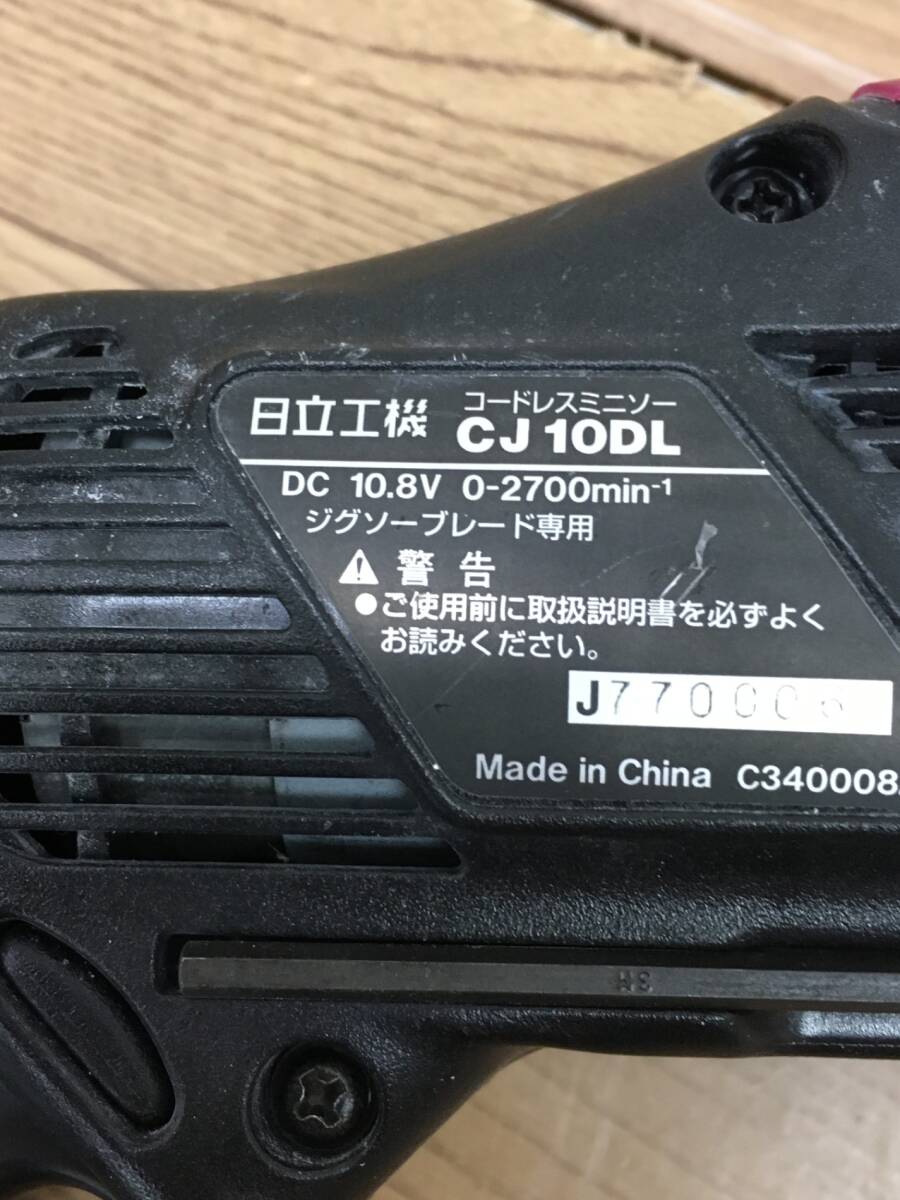 日立工機 コードレスミニソー
CJ 10DL
DC 10.8V 0-2700min⁻¹
ジグソーブレード専用
警告
●ご使用前に取扱説明書を必ずよく
お読みください。
J770006
Made in China C340008